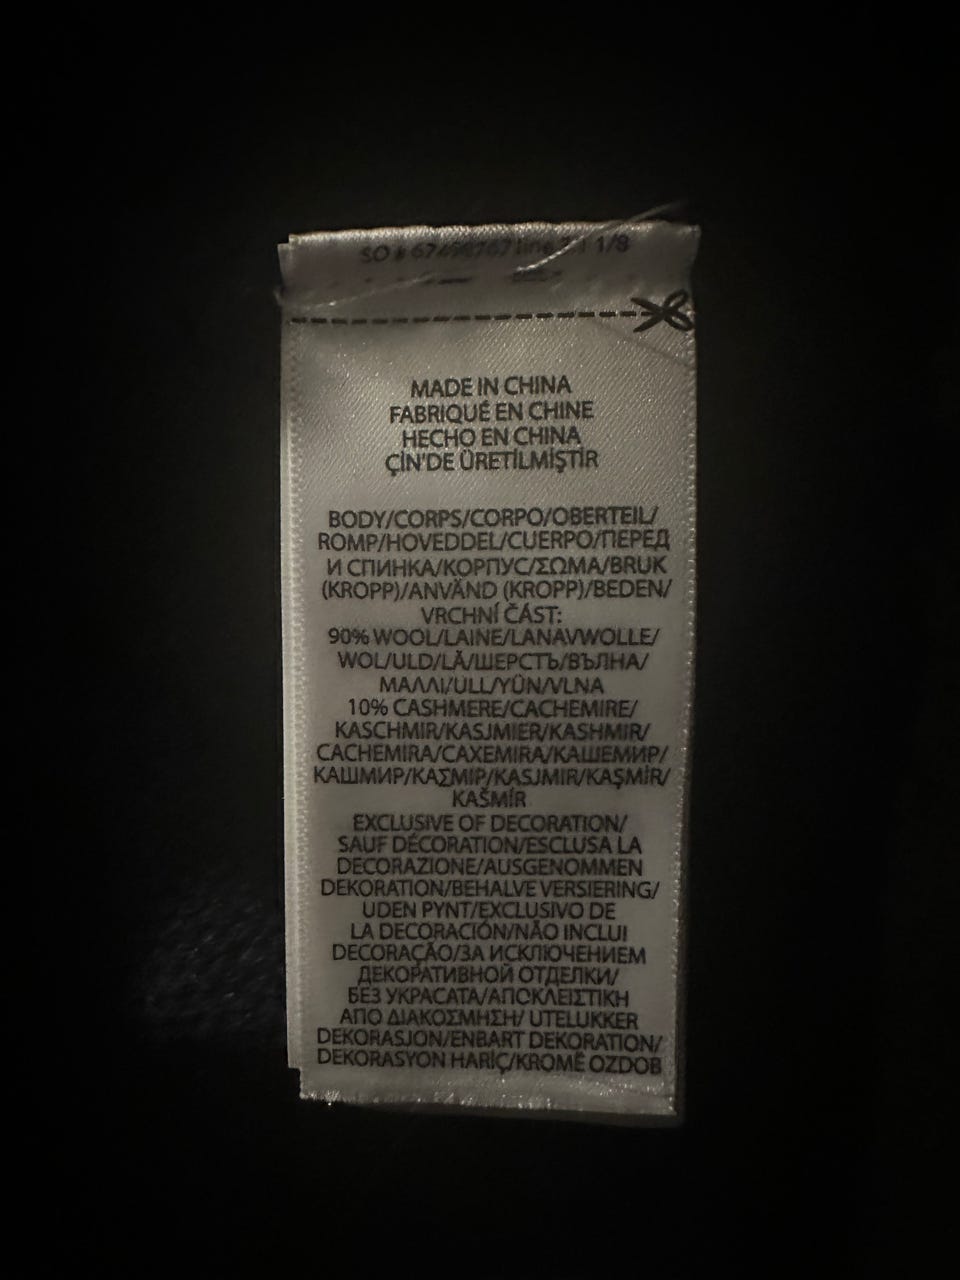 SO #
line 1/8
MADE IN CHINA
FABRIQUÉ EN CHINE
HECHO EN CHINA
ÇİN'DE ÜRETİLMİŞTİR
BODY/CORPS/CORPO/OBERTEIL/
ROMP/HOVEDDEL/CUERPO/ПЕРЕД
И СПИНКА/КОРПУС/ΣΩΜΑ/BRUK
(KROPP)/ANVÄND (KROPP)/BEDEN/
VRCHNÍ ČÁST:
90% WOOL/LAINE/LANAVWOLLE/
WOL/ULD/LÃ/ШЕРСТЬ/ВЪЛНА/
ΜΑΛΛΙ/ULL/YÜN/VLNA
10% CASHMERE/CACHEMIRE/
KASCHMIR/KASJMIER/KASHMIR/
CACHEMIRA/CAXEMIRA/КАШЕМИР/
КАШМИР/ΚΑΣΜΙΡ/KASJMIR/KAŞMİR/
KAŠMÍR
EXCLUSIVE OF DECORATION/
SAUF DÉCORATION/ESCLUSA LA
DECORAZIONE/AUSGENOMMEN
DEKORATION/BEHALVE VERSIERING/
UDEN PYNT/EXCLUSIVO DE
LA DECORACIÓN/NÃO INCLUI
DECORAÇÃO/ЗА ИСКЛЮЧЕНИЕМ
ДЕКОРАТИВНОЙ ОТДЕЛКИ/
БЕЗ УКРАСАТА/ΑΠΟΚΛΕΙΣΤΙΚΗ
ΑΠΟ ΔΙΑΚΟΣΜΗΣΗ/ UTELUKKER
DEKORASJON/ENBART DEKORATION/
DEKORASYON HARİÇ/KROMĚ OZDOB